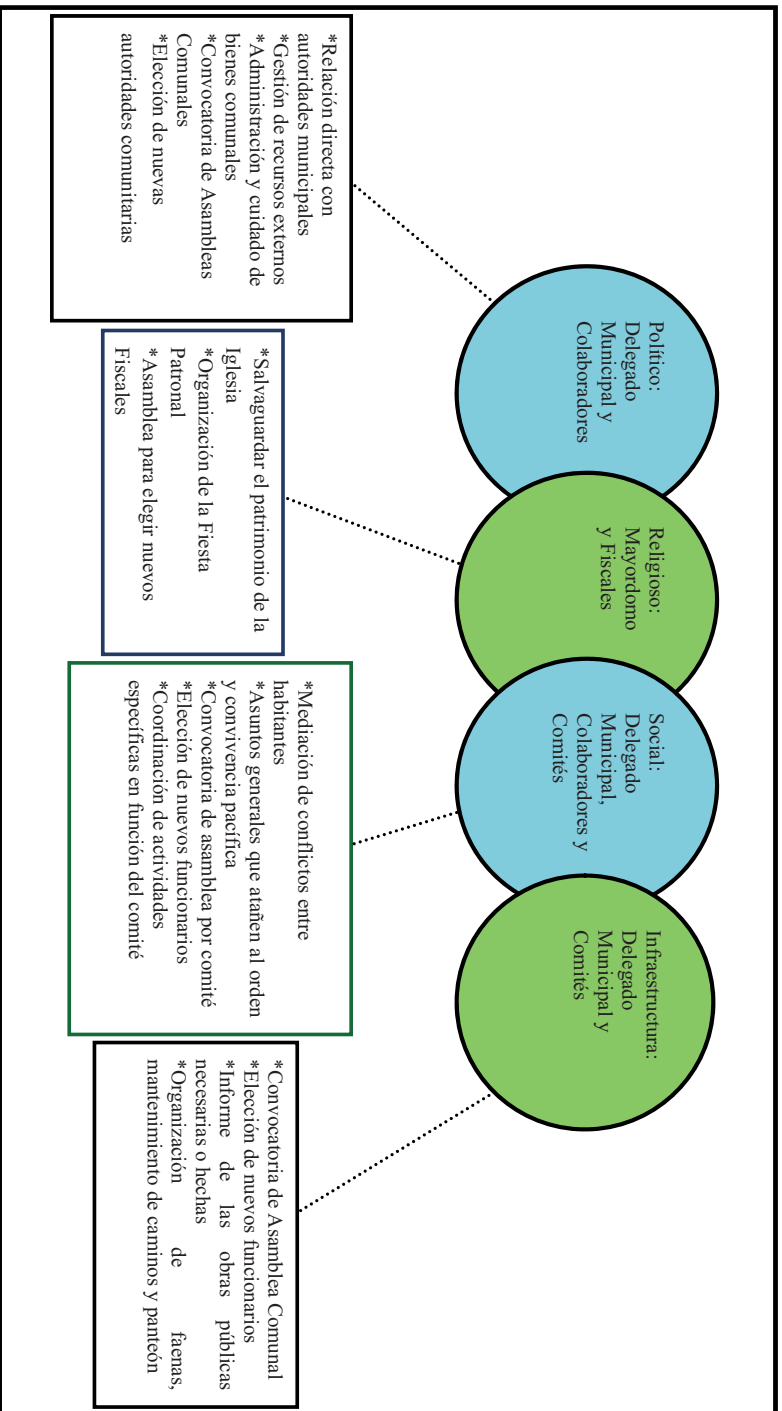 Político:
Delegado
Municipal y
Colaboradores
Religioso:
Mayordomo
y Fiscales
Social:
Delegado
Municipal,
Colaboradores y
Comités
Infraestructura:
Delegado
Municipal y
Comités
*Relación directa con
autoridades municipales
*Gestión de recursos externos
*Administración y cuidado de
bienes comunales
*Convocatoria de Asambleas
Comunales
*Elección de nuevas
autoridades comunitarias
*Salvaguardar el patrimonio de la
Iglesia
*Organización de la Fiesta
Patronal
*Asamblea para elegir nuevos
Fiscales
*Mediación de conflictos entre
habitantes
*Asuntos generales que atañen al orden
y convivencia pacífica
*Convocatoria de asamblea por comité
*Elección de nuevos funcionarios
*Coordinación de actividades
específicas en función del comité
*Convocatoria de Asamblea Comunal
*Elección de nuevos funcionarios
*Informe de las obras públicas
necesarias o hechas
*Organización de faenas,
mantenimiento de caminos y panteón